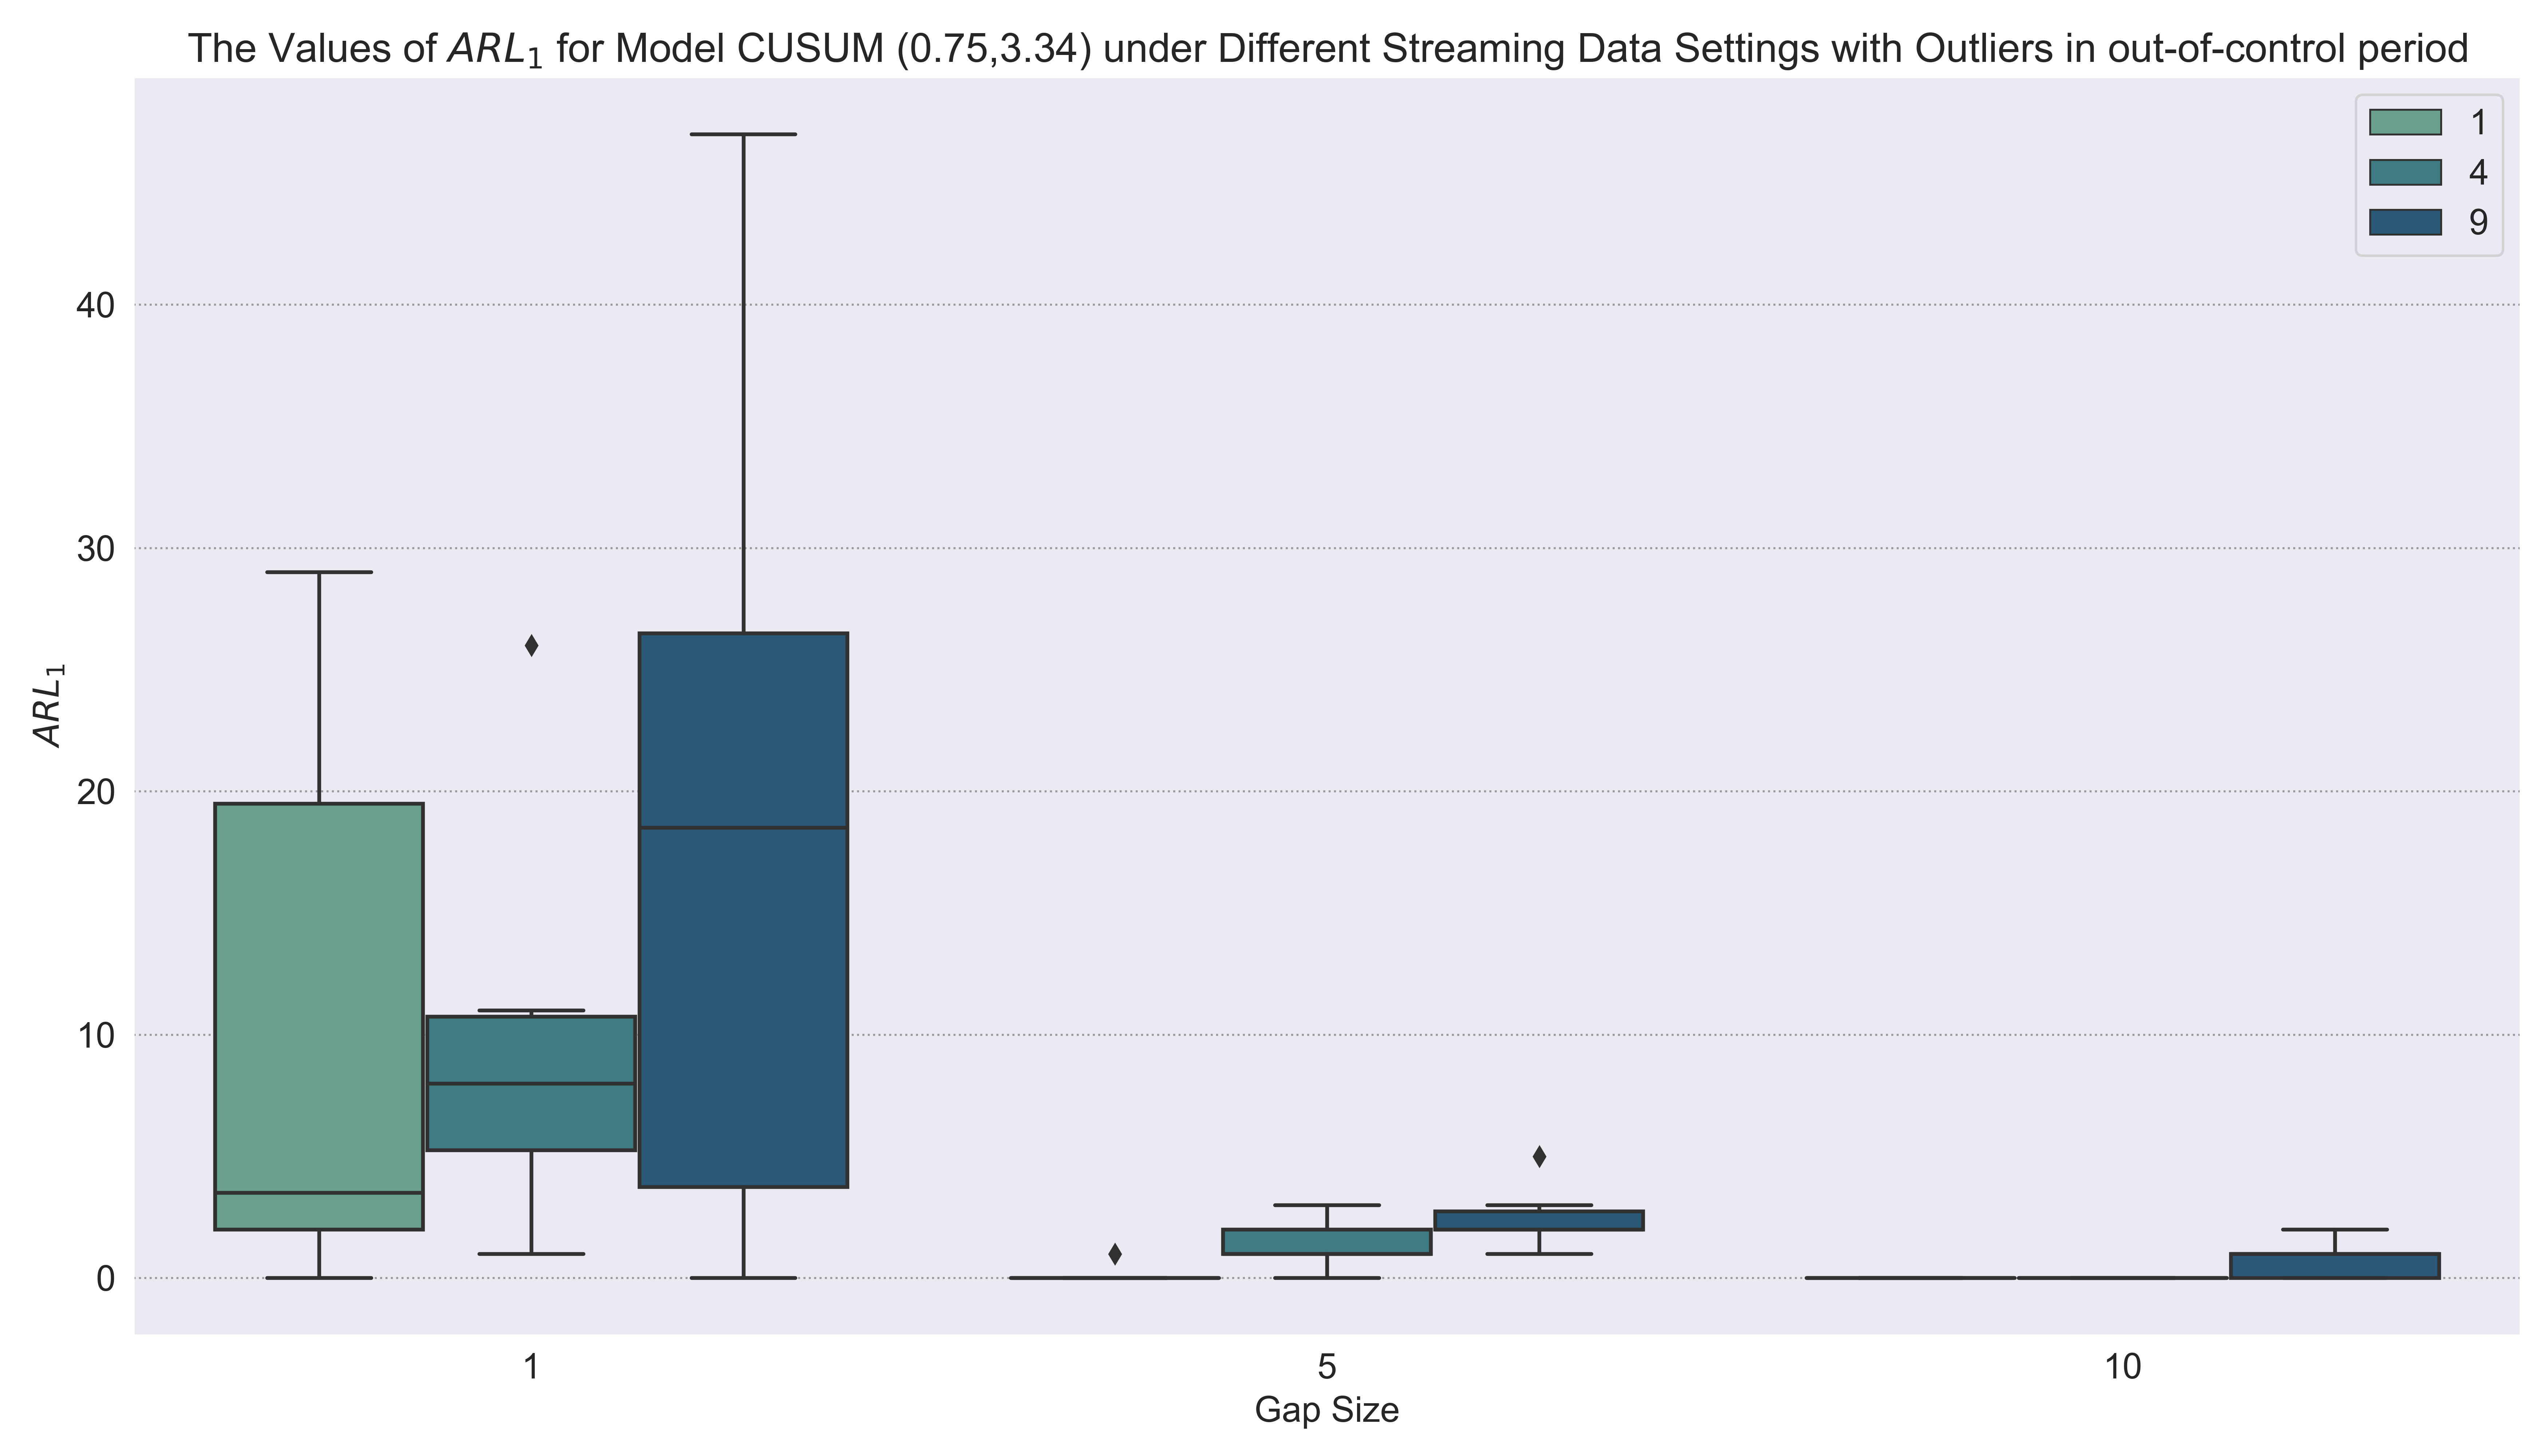 The Values of ARL₁ for Model CUSUM (0.75,3.34) under Different Streaming Data Settings with Outliers in out-of-control period
1
4
9
40
30
20
10
0
ARL₁
1 5 10
Gap Size